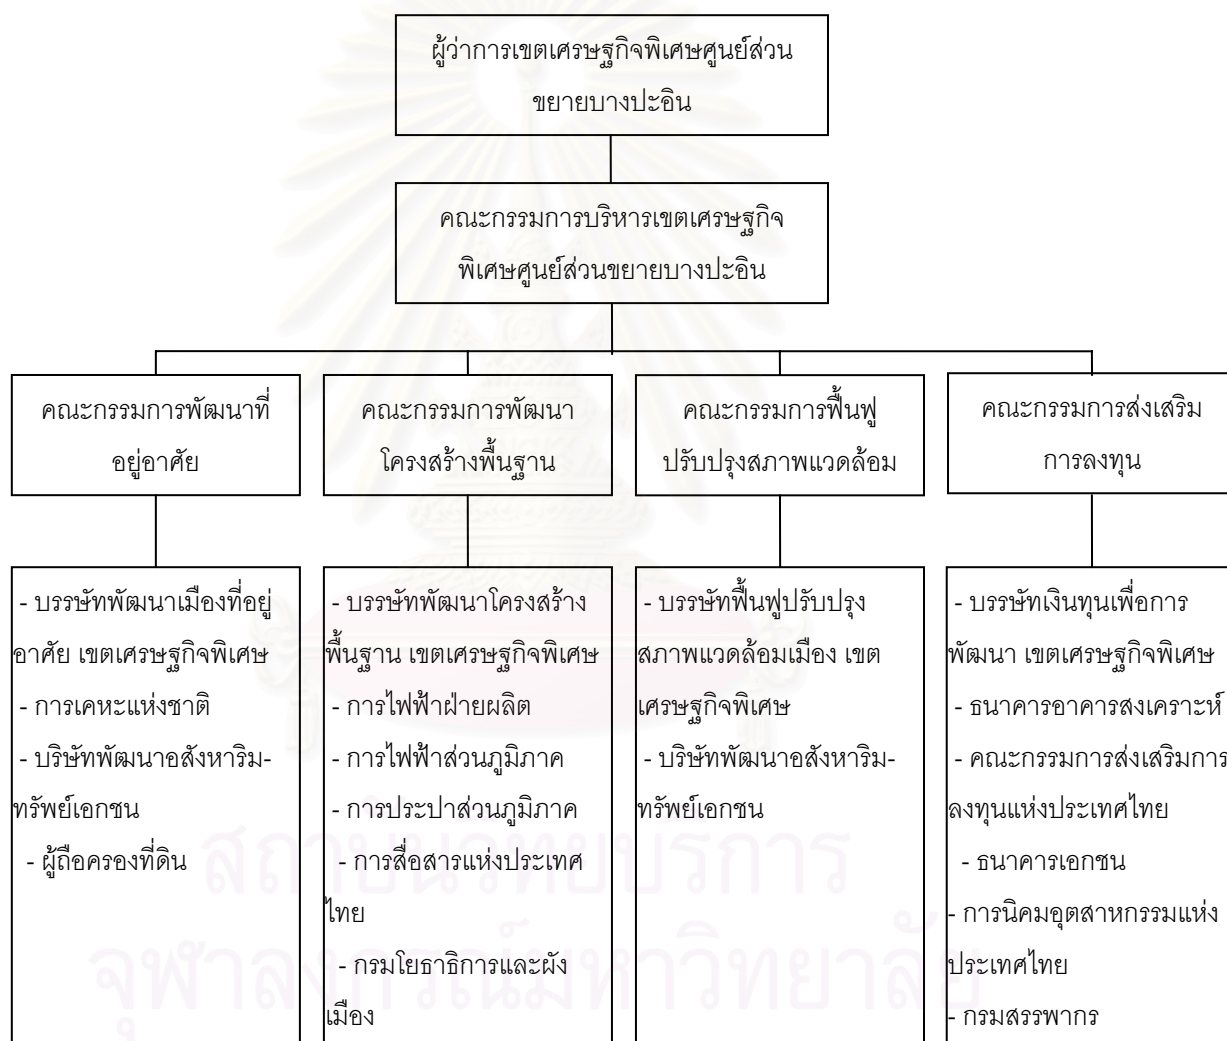 ผู้ว่าการเขตเศรษฐกิจพิเศษศูนย์ส่วน
ขยายบางปะอิน
คณะกรรมการบริหารเขตเศรษฐกิจ
พิเศษศูนย์ส่วนขยายบางปะอิน
คณะกรรมการพัฒนาที่
อยู่อาศัย
คณะกรรมการพัฒนา
โครงสร้างพื้นฐาน
คณะกรรมการฟื้นฟู
ปรับปรุงสภาพแวดล้อม
คณะกรรมการส่งเสริม
การลงทุน
- บรรษัทพัฒนาเมืองที่อยู่
อาศัย เขตเศรษฐกิจพิเศษ
- การเคหะแห่งชาติ
- บริษัทพัฒนาอสังหาริม-
ทรัพย์เอกชน
- ผู้ถือครองที่ดิน
- บรรษัทพัฒนาโครงสร้าง
พื้นฐาน เขตเศรษฐกิจพิเศษ
- การไฟฟ้าฝ่ายผลิต
- การไฟฟ้าส่วนภูมิภาค
- การประปาส่วนภูมิภาค
- การสื่อสารแห่งประเทศ
ไทย
- กรมโยธาธิการและผัง
เมือง
- บรรษัทฟื้นฟูปรับปรุง
สภาพแวดล้อมเมือง เขต
เศรษฐกิจพิเศษ
- บริษัทพัฒนาอสังหาริม-
ทรัพย์เอกชน
- บรรษัทเงินทุนเพื่อการ
พัฒนา เขตเศรษฐกิจพิเศษ
- ธนาคารอาคารสงเคราะห์
- คณะกรรมการส่งเสริมการ
ลงทุนแห่งประเทศไทย
- ธนาคารเอกชน
- การนิคมอุตสาหกรรมแห่ง
ประเทศไทย
- กรมสรรพากร
สถาบันวิทยบริการ
จุฬาลงกรณ์มหาวิทยาลัย